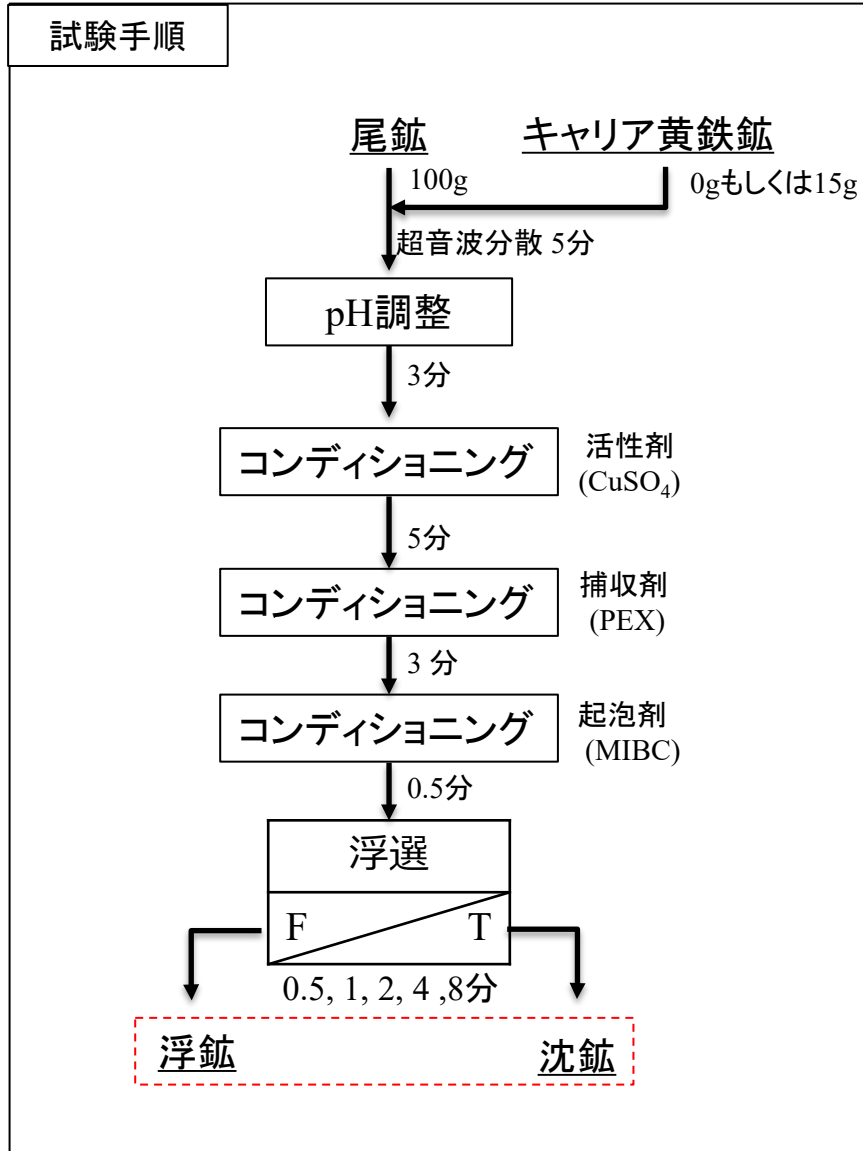 試験手順
尾鉱
キャリア黄鉄鉱
100g
0gもしくは15g
超音波分散 5分
pH調整
3分
コンディショニング
活性剤
(CuSO₄)
5分
コンディショニング
捕収剤
(PEX)
3 分
コンディショニング
起泡剤
(MIBC)
0.5分
浮選
F
T
0.5, 1, 2, 4 ,8分
浮鉱
沈鉱